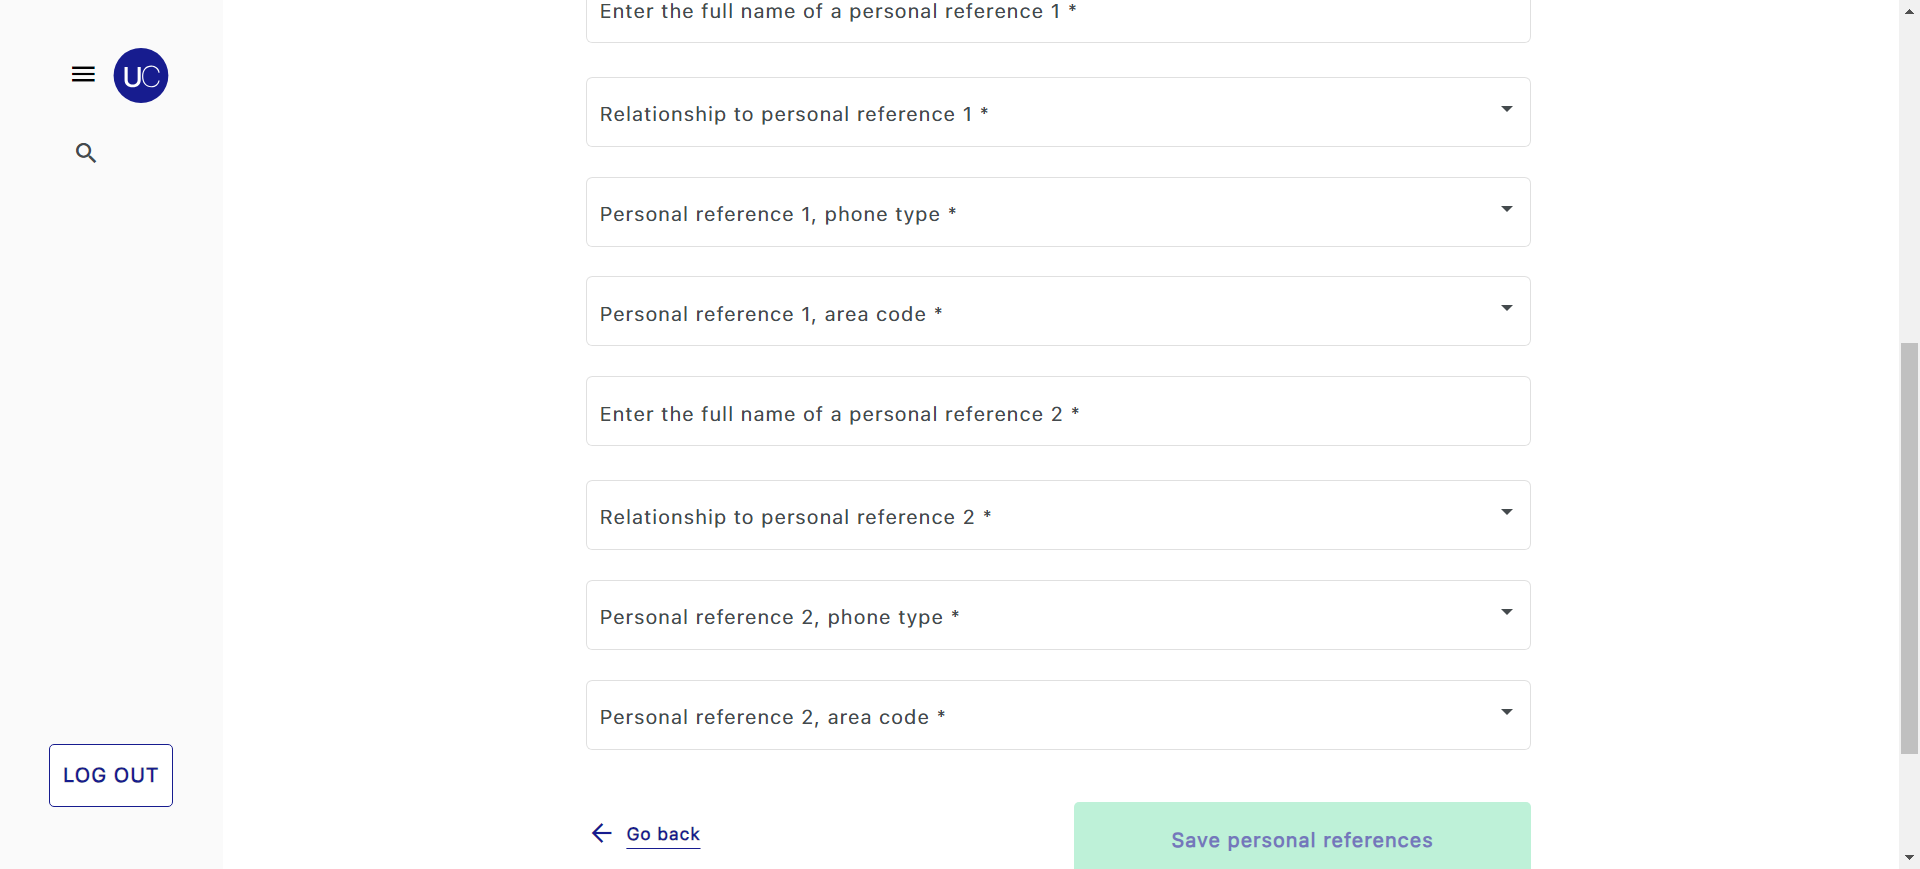 UC
Enter the full name of a personal reference 1 *
Relationship to personal reference 1 *
Personal reference 1, phone type *
Personal reference 1, area code *
Enter the full name of a personal reference 2 *
Relationship to personal reference 2 *
Personal reference 2, phone type *
Personal reference 2, area code *
LOG OUT
Go back
Save personal references